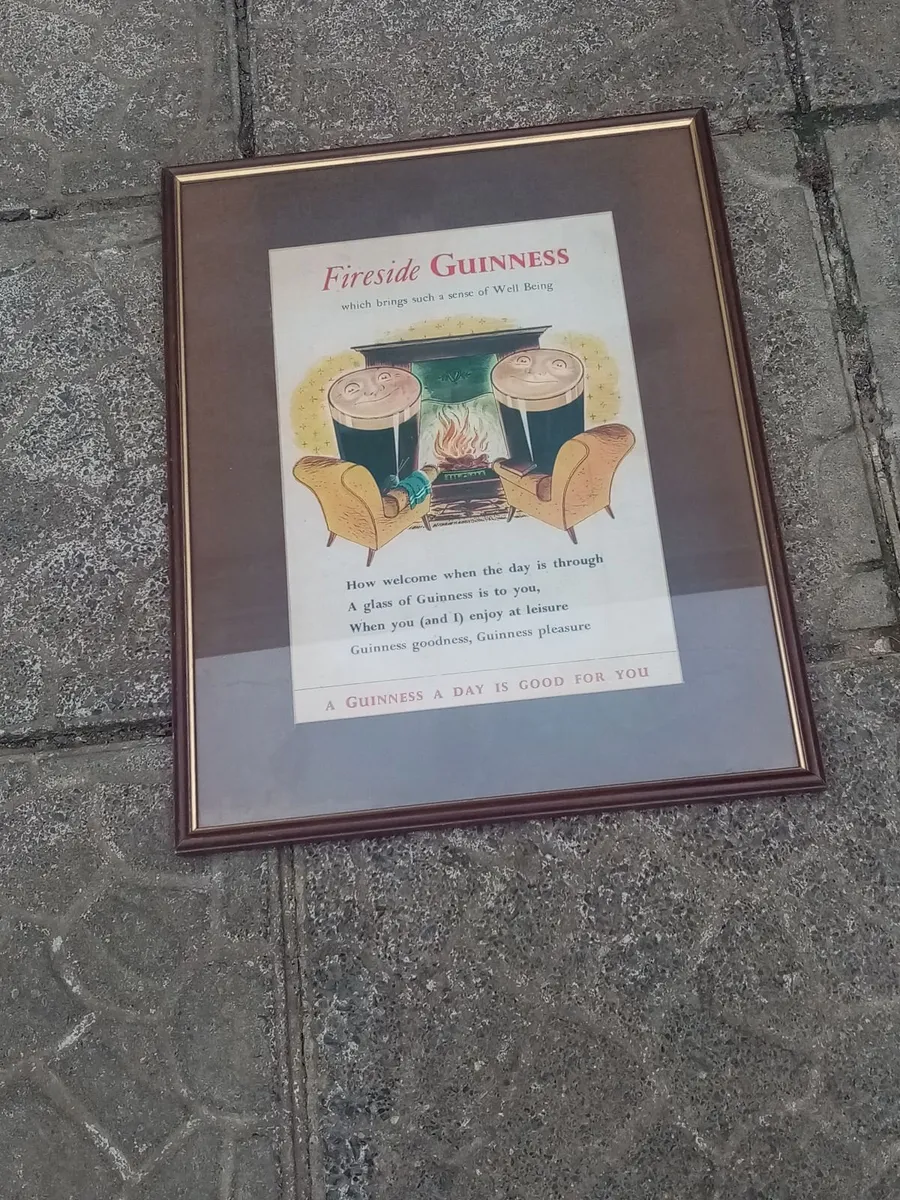 Fireside GUINNESS
which brings such a sense of Well Being
How welcome when the day is through
A glass of Guinness is to you,
When you (and I) enjoy at leisure
Guinness goodness, Guinness pleasure
A GUINNESS A DAY IS GOOD FOR YOU